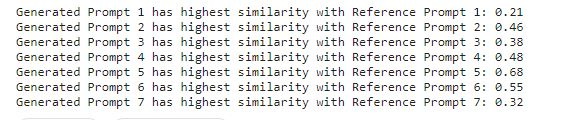 Generated Prompt 1 has highest similarity with Reference Prompt 1: 0.21
Generated Prompt 2 has highest similarity with Reference Prompt 2: 0.46
Generated Prompt 3 has highest similarity with Reference Prompt 3: 0.38
Generated Prompt 4 has highest similarity with Reference Prompt 4: 0.48
Generated Prompt 5 has highest similarity with Reference Prompt 5: 0.68
Generated Prompt 6 has highest similarity with Reference Prompt 6: 0.55
Generated Prompt 7 has highest similarity with Reference Prompt 7: 0.32